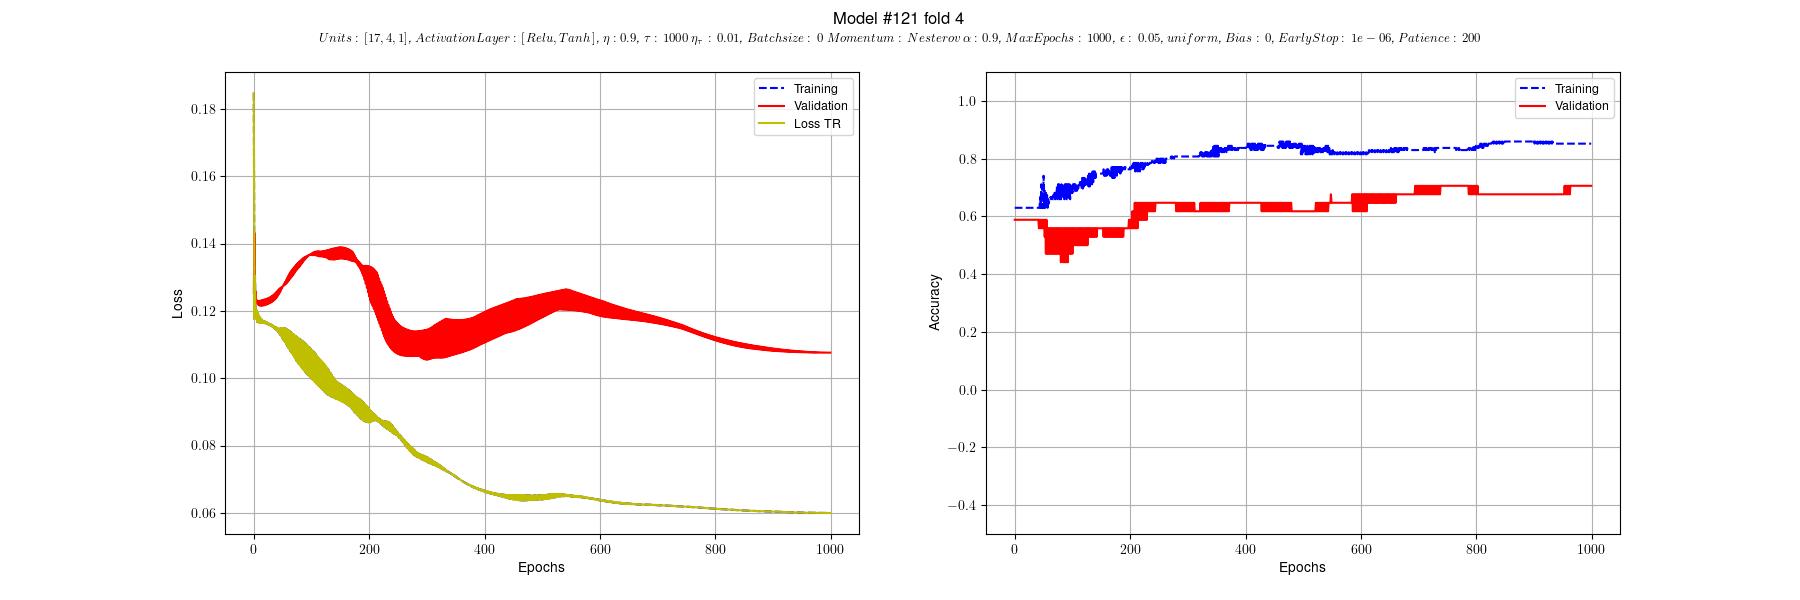 Model #121 fold 4
Units : [17, 4, 1], ActivationLayer : [Relu, Tanh], η : 0.9, τ : 1000 ητ : 0.01, Batchsize : 0 Momentum : Nesterov α : 0.9, MaxEpochs : 1000, ϵ : 0.05, uniform, Bias : 0, EarlyStop : 1e − 06, Patience : 200
Loss
0.18
0.16
0.14
0.12
0.10
0.08
0.06
0 200 400 600 800 1000
Epochs
Training
Validation
Loss TR
Accuracy
1.0
0.8
0.6
0.4
0.2
0.0
−0.2
−0.4
0 200 400 600 800 1000
Epochs
Training
Validation